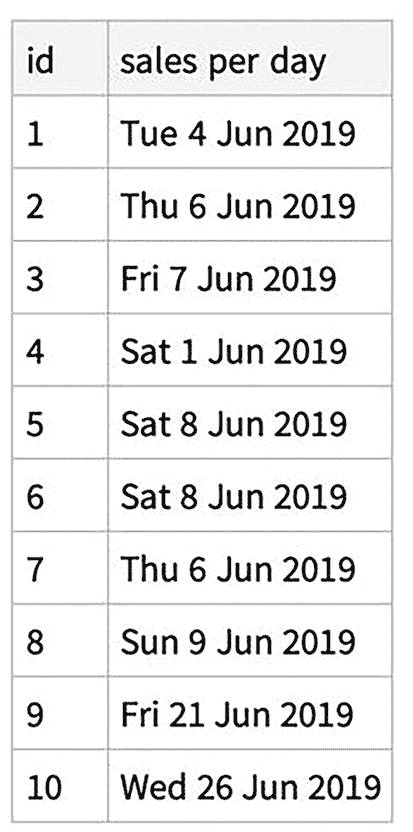 id sales per day
1 Tue 4 Jun 2019
2 Thu 6 Jun 2019
3 Fri 7 Jun 2019
4 Sat 1 Jun 2019
5 Sat 8 Jun 2019
6 Sat 8 Jun 2019
7 Thu 6 Jun 2019
8 Sun 9 Jun 2019
9 Fri 21 Jun 2019
10 Wed 26 Jun 2019